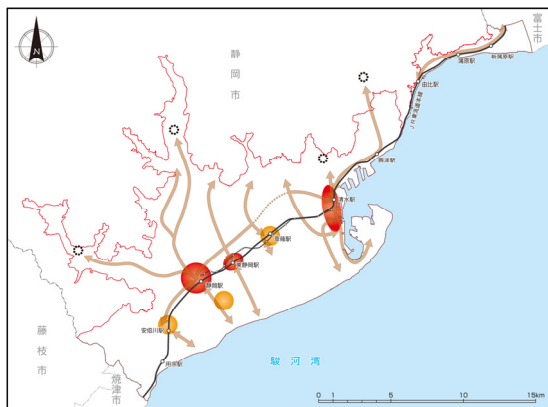 富士市
静岡市
新蒲原駅
蒲原駅
由比駅
JR東海道本線
興津駅
清水駅
草薙駅
東静岡駅
静岡駅
安倍川駅
用宗駅
藤枝市
焼津市
駿河湾
0 1 5 10 15km